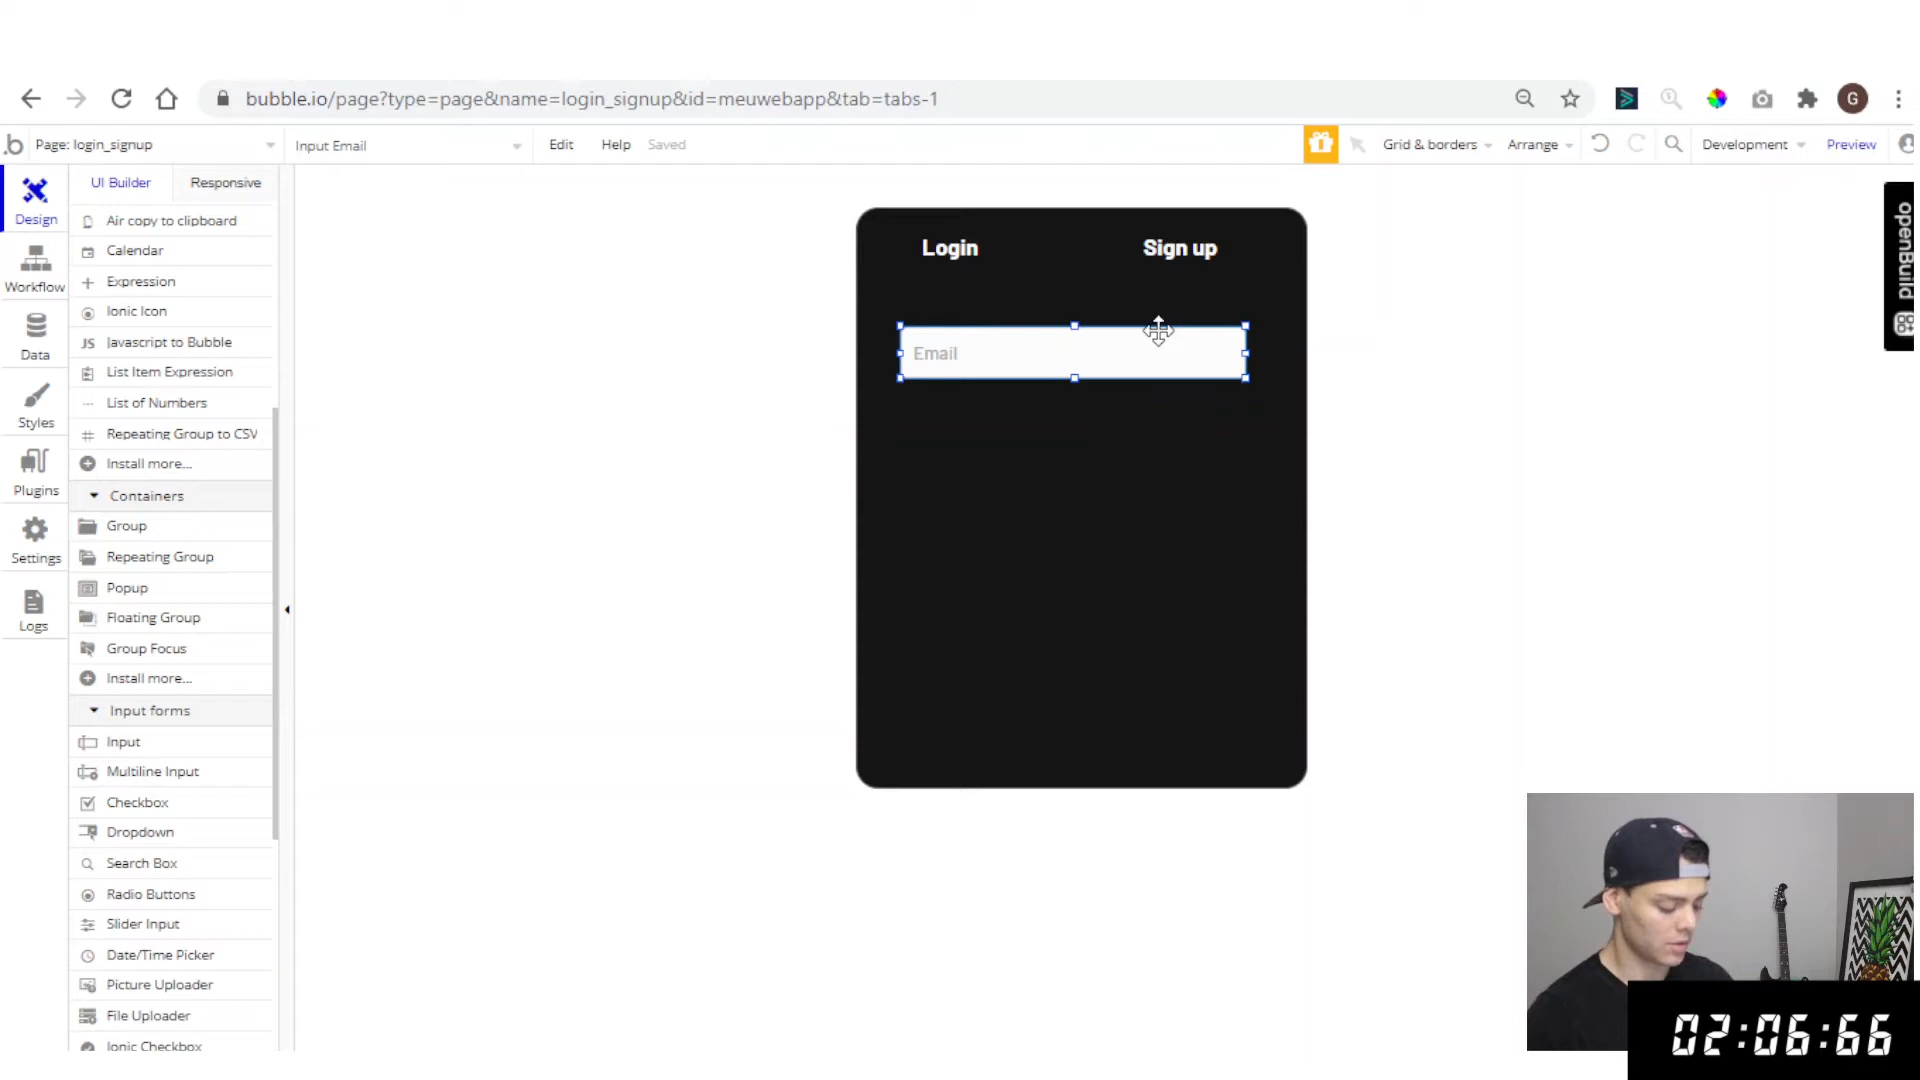 bubble.io/page?type=page&name=login_signup&id=meuwebapp&tab=tabs-1
G
Page: login_signup
Input Email
Edit
Help
Saved
Grid & borders
Arrange
Development
Preview
UI Builder
Responsive
Design
Workflow
Data
Styles
Plugins
Settings
Logs
Air copy to clipboard
Calendar
Expression
Ionic Icon
JS Javascript to Bubble
List Item Expression
List of Numbers
Repeating Group to CSV
Install more...
Containers
Group
Repeating Group
Popup
Floating Group
Group Focus
Install more...
Input forms
Input
Multiline Input
Checkbox
Dropdown
Search Box
Radio Buttons
Slider Input
Date/Time Picker
Picture Uploader
File Uploader
Ionic Checkbox
Login
Sign up
Email
openBuild
02:06:66